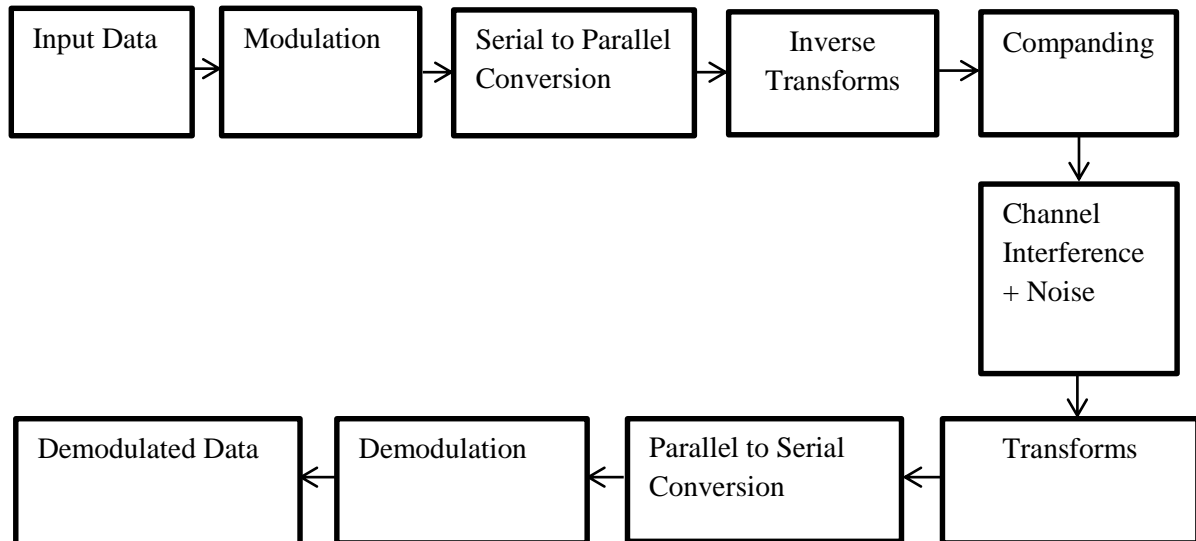 Input Data
Modulation
Serial to Parallel
Conversion
Inverse
Transforms
Companding
Channel
Interference
+ Noise
Transforms
Parallel to Serial
Conversion
Demodulation
Demodulated Data